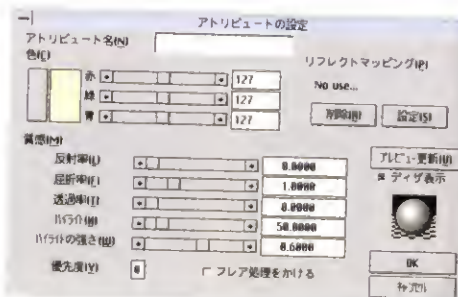 アトリビュートの設定
アトリビュート名(N)
色(C)
赤 127
緑 127
青 127
リフレクトマッピング(P)
No use...
削除(R) 設定(S)
質感(M)
反射率(L) 0.0000
屈折率(F) 1.0000
透過率(T) 0.0000
ハイライト(H) 50.0000
ハイライトの強さ(W) 0.6000
優先度(Y) 0
フレア処理をかける
プレビュー更新(U)
ディザ表示
OK
キャンセル